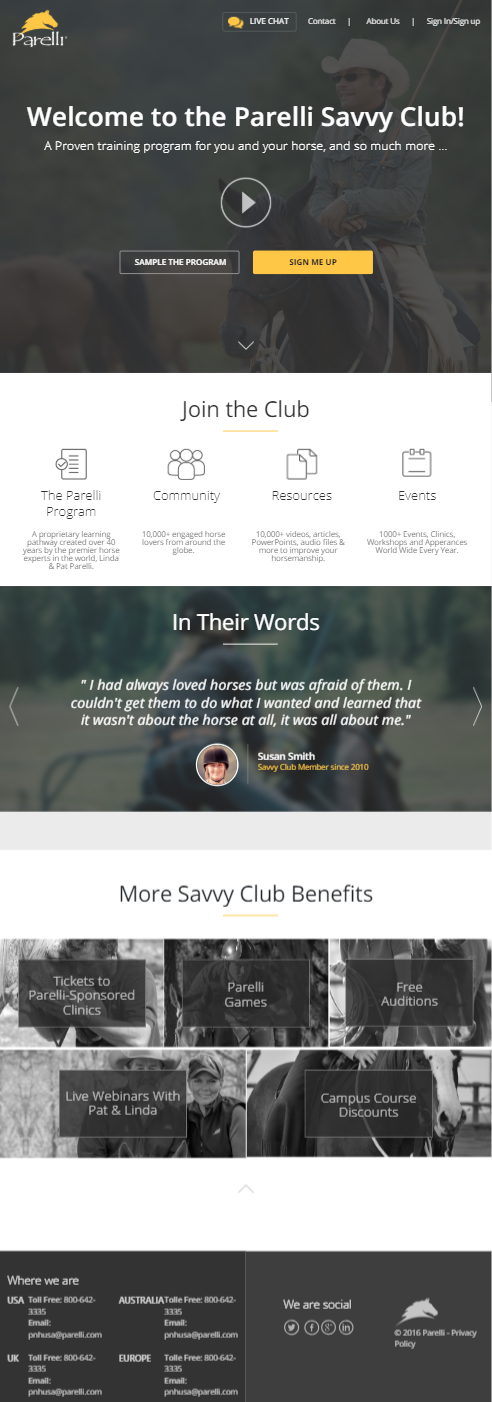 Parelli
LIVE CHAT
Contact | About Us | Sign In/Sign up
Welcome to the Parelli Savvy Club!
A Proven training program for you and your horse, and so much more ...
SAMPLE THE PROGRAM
SIGN ME UP
Join the Club
The Parelli
Program
A proprietary learning
pathway created over 40
years by the premier horse
experts in the world, Linda
& Pat Parelli.
Community
10,000+ engaged horse
lovers from around the
globe.
Resources
10,000+ videos, articles,
PowerPoints, audio files &
more to improve your
horsemanship.
Events
1000+ Events, Clinics,
Workshops and Apperances
World Wide Every Year.
In Their Words
" I had always loved horses but was afraid of them. I
couldn't get them to do what I wanted and learned that
it wasn't about the horse at all, it was all about me."
Susan Smith
Savvy Club Member since 2010
More Savvy Club Benefits
Tickets to
Parelli-Sponsored
Clinics
Parelli
Games
Free
Auditions
Live Webinars With
Pat & Linda
Campus Course
Discounts
Where we are
USA Toll Free: 800-642-
3335
Email:
pnhusa@parelli.com
AUSTRALIA Tolle Free: 800-642-
3335
Email:
pnhusa@parelli.com
UK Toll Free: 800-642-
3335
Email:
pnhusa@parelli.com
EUROPE Tolle Free: 800-642-
3335
Email:
pnhusa@parelli.com
We are social
© 2016 Parelli - Privacy
Policy